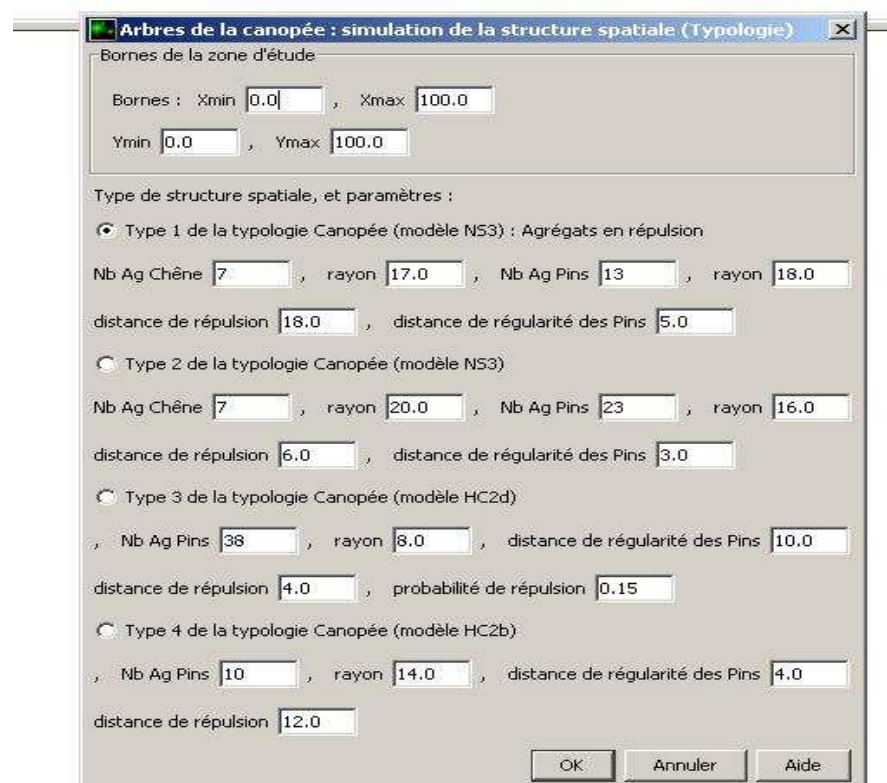 Arbres de la canopée : simulation de la structure spatiale (Typologie)
Bornes de la zone d'étude
Bornes : Xmin 0.0 , Xmax 100.0
Ymin 0.0 , Ymax 100.0
Type de structure spatiale, et paramètres :
Type 1 de la typologie Canopée (modèle NS3) : Agrégats en répulsion
Nb Ag Chêne 7 , rayon 17.0 , Nb Ag Pins 13 , rayon 18.0
distance de répulsion 18.0 , distance de régularité des Pins 5.0
Type 2 de la typologie Canopée (modèle NS3)
Nb Ag Chêne 7 , rayon 20.0 , Nb Ag Pins 23 , rayon 16.0
distance de répulsion 6.0 , distance de régularité des Pins 3.0
Type 3 de la typologie Canopée (modèle HC2d)
, Nb Ag Pins 38 , rayon 8.0 , distance de régularité des Pins 10.0
distance de répulsion 4.0 , probabilité de répulsion 0.15
Type 4 de la typologie Canopée (modèle HC2b)
, Nb Ag Pins 10 , rayon 14.0 , distance de régularité des Pins 4.0
distance de répulsion 12.0
OK Annuler Aide